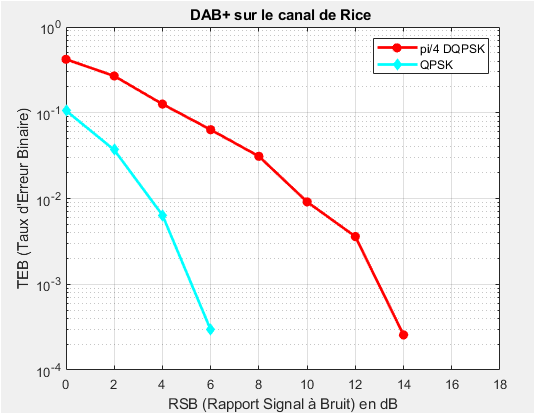 DAB+ sur le canal de Rice
pi/4 DQPSK
QPSK
TEB (Taux d'Erreur Binaire)
10^0
10^-1
10^-2
10^-3
10^-4
0 2 4 6 8 10 12 14 16 18
RSB (Rapport Signal à Bruit) en dB